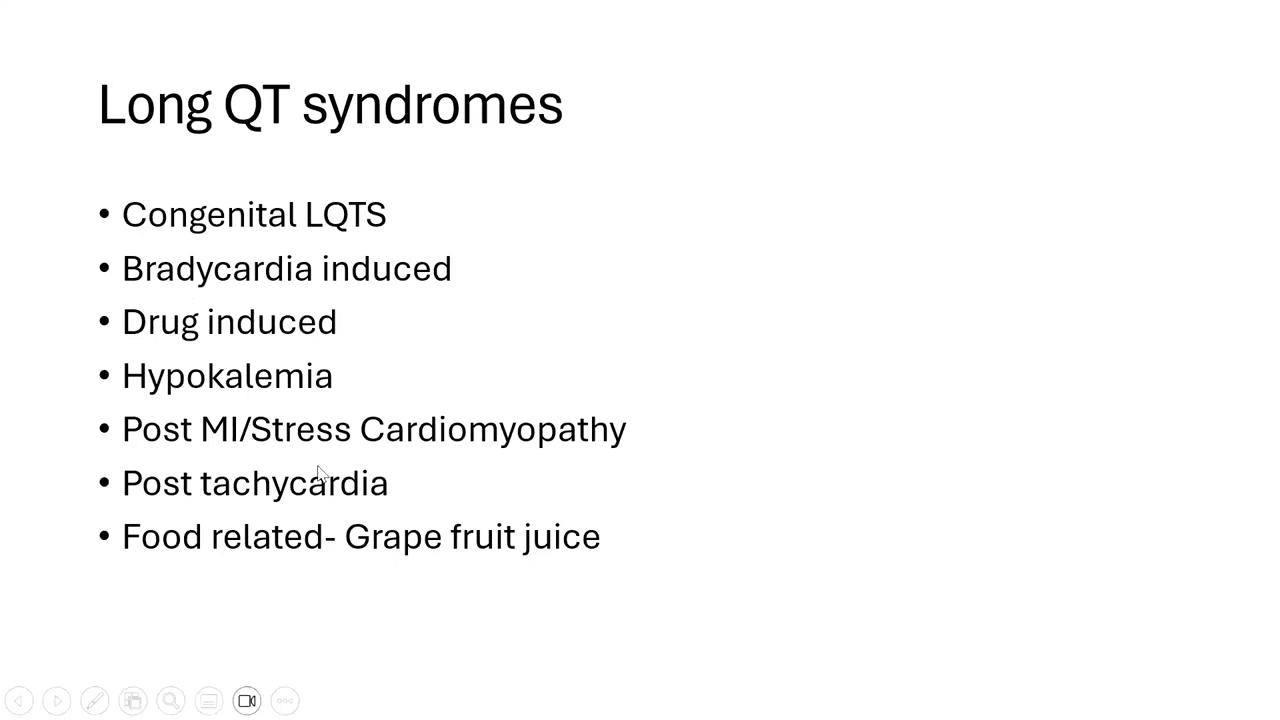 Long QT syndromes
• Congenital LQTS
• Bradycardia induced
• Drug induced
• Hypokalemia
• Post MI/Stress Cardiomyopathy
• Post tachycardia
• Food related- Grape fruit juice